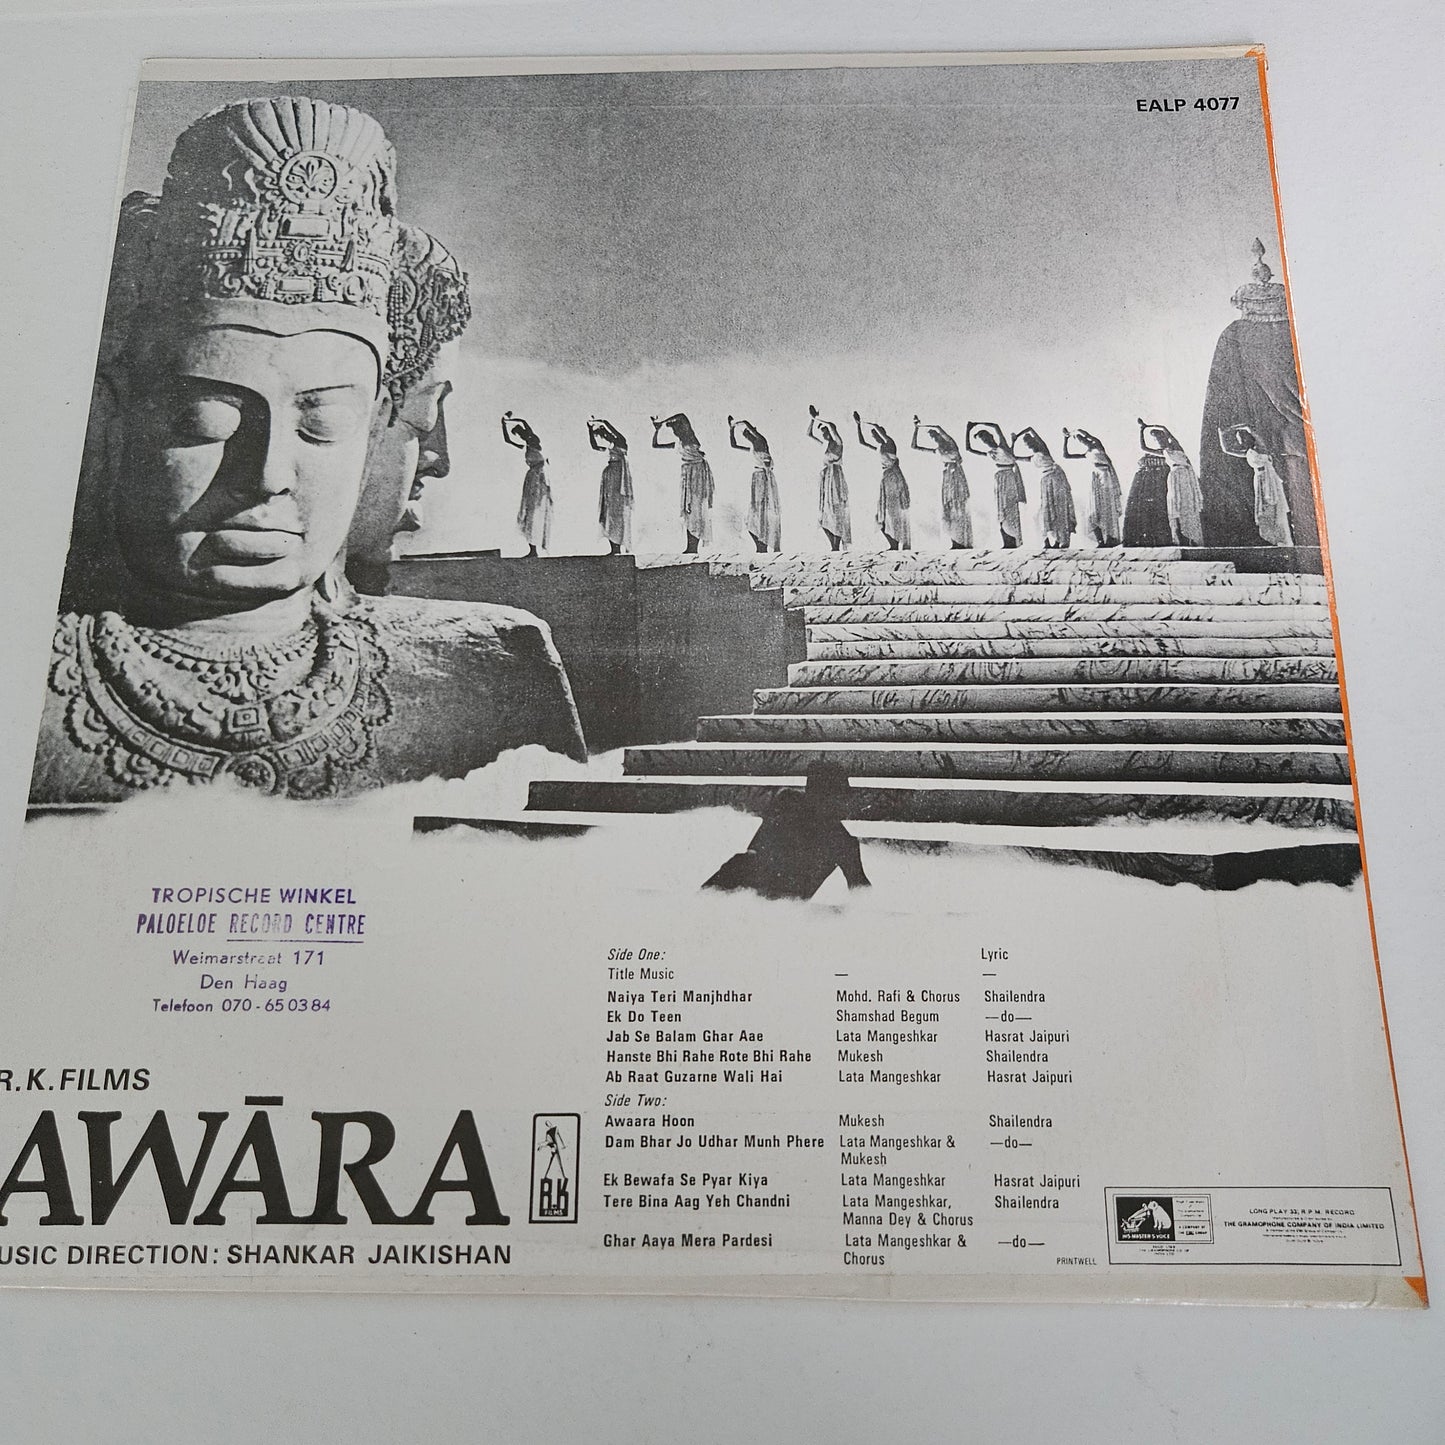 EALP 4077
TROPISCHE WINKEL
PALOELOE RECORD CENTRE
Weimarstraat 171
Den Haag
Telefoon 070-650384
R.K.FILMS
AWĀRA
R.K
FILMS
USIC DIRECTION: SHANKAR JAIKISHAN
Side One: Lyric
Title Music — —
Naiya Teri Manjhdhar Mohd. Rafi & Chorus Shailendra
Ek Do Teen Shamshad Begum —do—
Jab Se Balam Ghar Aae Lata Mangeshkar Hasrat Jaipuri
Hanste Bhi Rahe Rote Bhi Rahe Mukesh Shailendra
Ab Raat Guzarne Wali Hai Lata Mangeshkar Hasrat Jaipuri
Side Two:
Awaara Hoon Mukesh Shailendra
Dam Bhar Jo Udhar Munh Phere Lata Mangeshkar & —do—
Mukesh
Ek Bewafa Se Pyar Kiya Lata Mangeshkar Hasrat Jaipuri
Tere Bina Aag Yeh Chandni Lata Mangeshkar, Shailendra
Manna Dey & Chorus
Ghar Aaya Mera Pardesi Lata Mangeshkar & —do—
Chorus
PRINTWELL
HIS MASTER'S VOICE
LONG PLAY 33⅓ R.P.M. RECORD
THE GRAMOPHONE COMPANY OF INDIA LIMITED